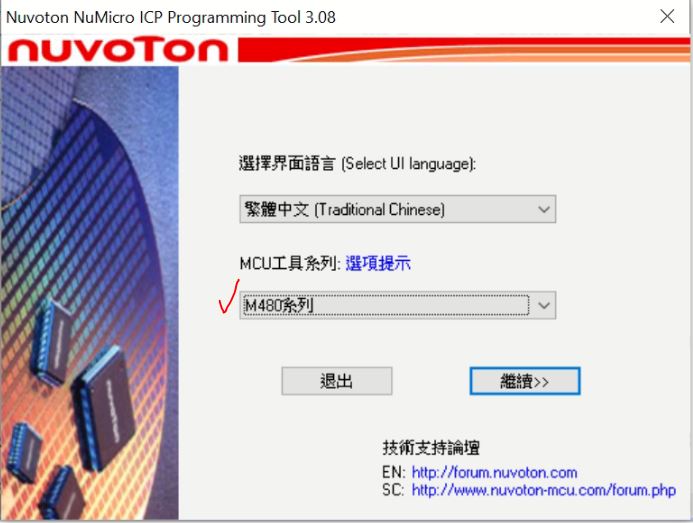 Nuvoton NuMicro ICP Programming Tool 3.08
nuvoTon
選擇界面語言 (Select UI language):
繁體中文 (Traditional Chinese)
MCU工具系列: 選項提示
M480系列
退出 繼續>>
技術支持論壇
EN: http://forum.nuvoton.com
SC: http://www.nuvoton-mcu.com/forum.php
nuvoTon